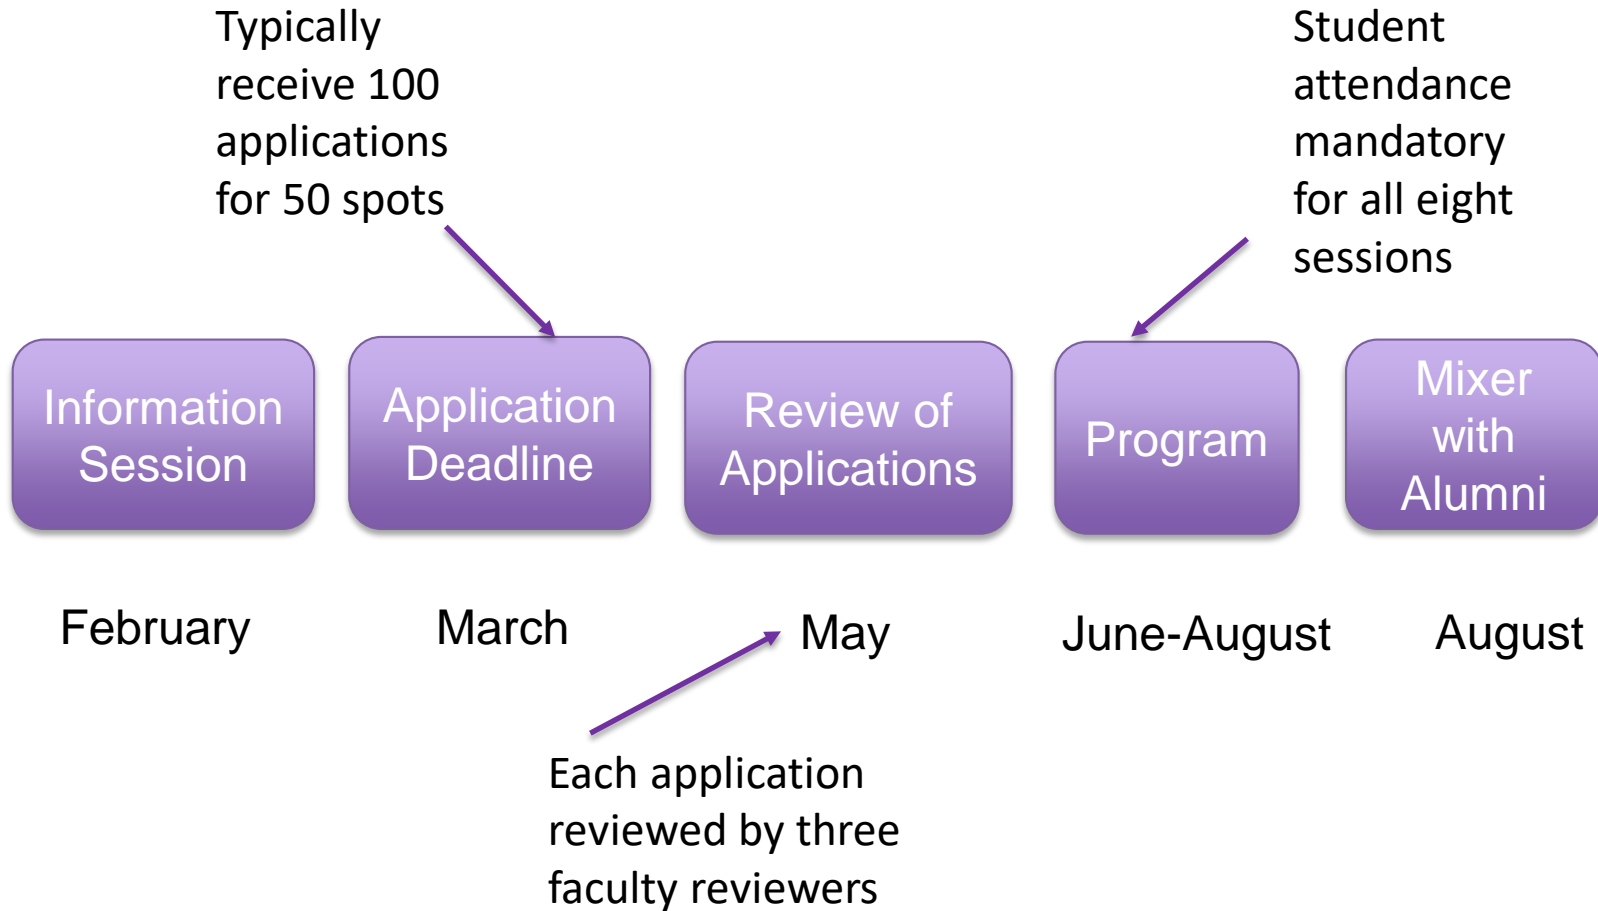 Typically
receive 100
applications
for 50 spots
Student
attendance
mandatory
for all eight
sessions
Information
Session
Application
Deadline
Review of
Applications
Program
Mixer
with
Alumni
February
March
May
June-August
August
Each application
reviewed by three
faculty reviewers